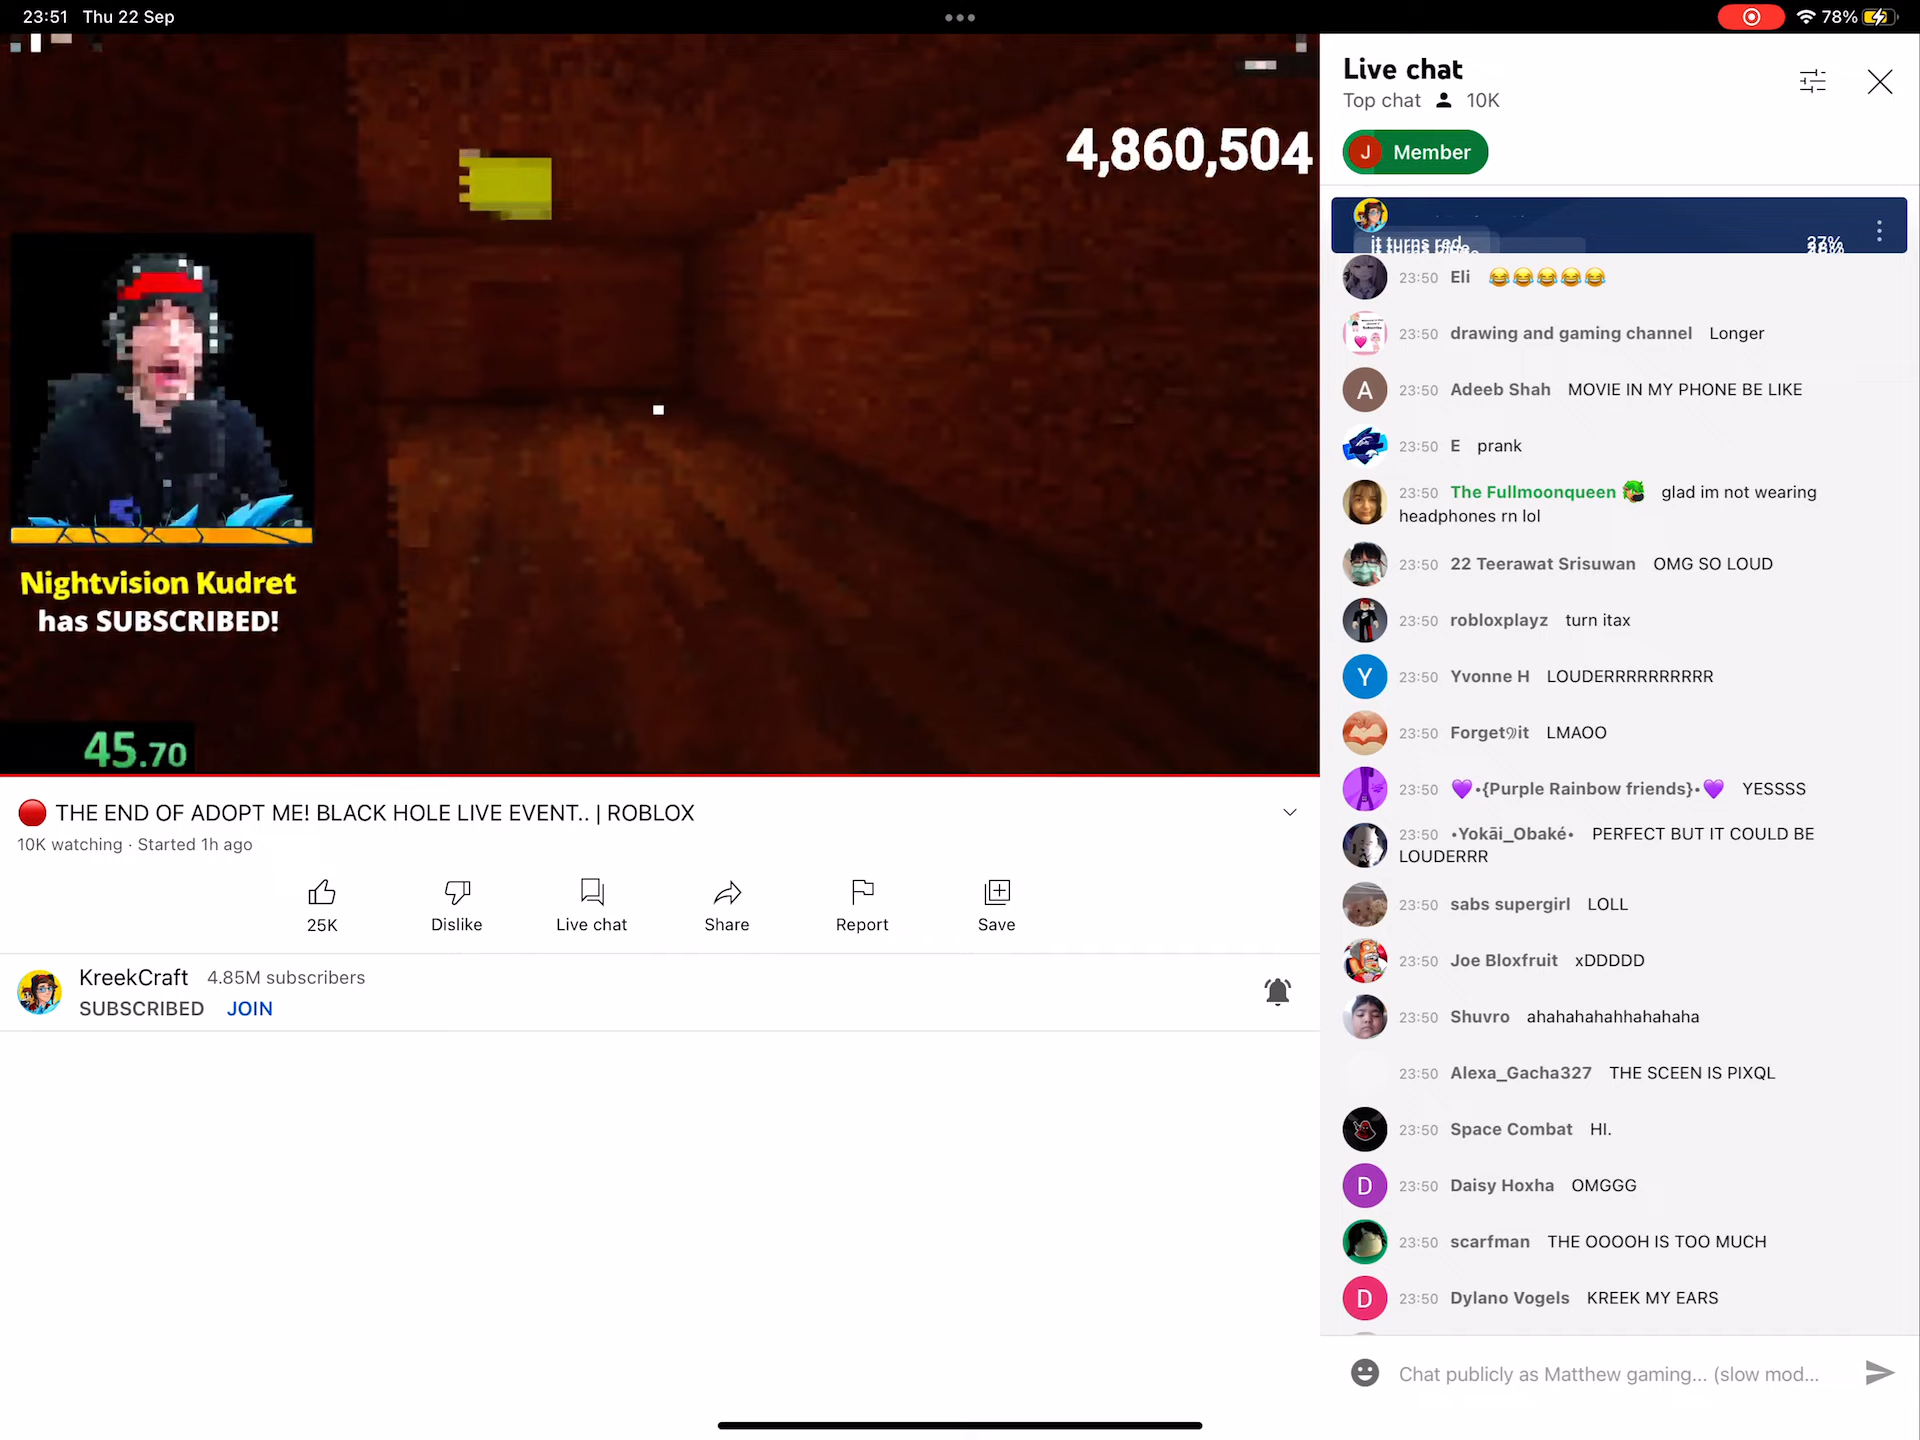 23:51 Thu 22 Sep
78%
4,860,504
Nightvision Kudret
has SUBSCRIBED!
45.70
🔴 THE END OF ADOPT ME! BLACK HOLE LIVE EVENT.. | ROBLOX
10K watching · Started 1h ago
25K
Dislike
Live chat
Share
Report
Save
KreekCraft 4.85M subscribers
SUBSCRIBED JOIN
Live chat
Top chat 10K
J Member
it turns red
37%
23:50 Eli 😂😂😂😂😂
23:50 drawing and gaming channel Longer
A 23:50 Adeeb Shah MOVIE IN MY PHONE BE LIKE
23:50 E prank
23:50 The Fullmoonqueen glad im not wearing
headphones rn lol
23:50 22 Teerawat Srisuwan OMG SO LOUD
23:50 robloxplayz turn itax
Y 23:50 Yvonne H LOUDERRRRRRRRRR
23:50 Forget୨it LMAOO
23:50 💜•{Purple Rainbow friends}•💜 YESSSS
23:50 •Yokāi_Obaké• PERFECT BUT IT COULD BE
LOUDERRR
23:50 sabs supergirl LOLL
23:50 Joe Bloxfruit xDDDDD
23:50 Shuvro ahahahahahhahahaha
23:50 Alexa_Gacha327 THE SCEEN IS PIXQL
23:50 Space Combat HI.
D 23:50 Daisy Hoxha OMGGG
23:50 scarfman THE OOOOH IS TOO MUCH
D 23:50 Dylano Vogels KREEK MY EARS
Chat publicly as Matthew gaming... (slow mod...